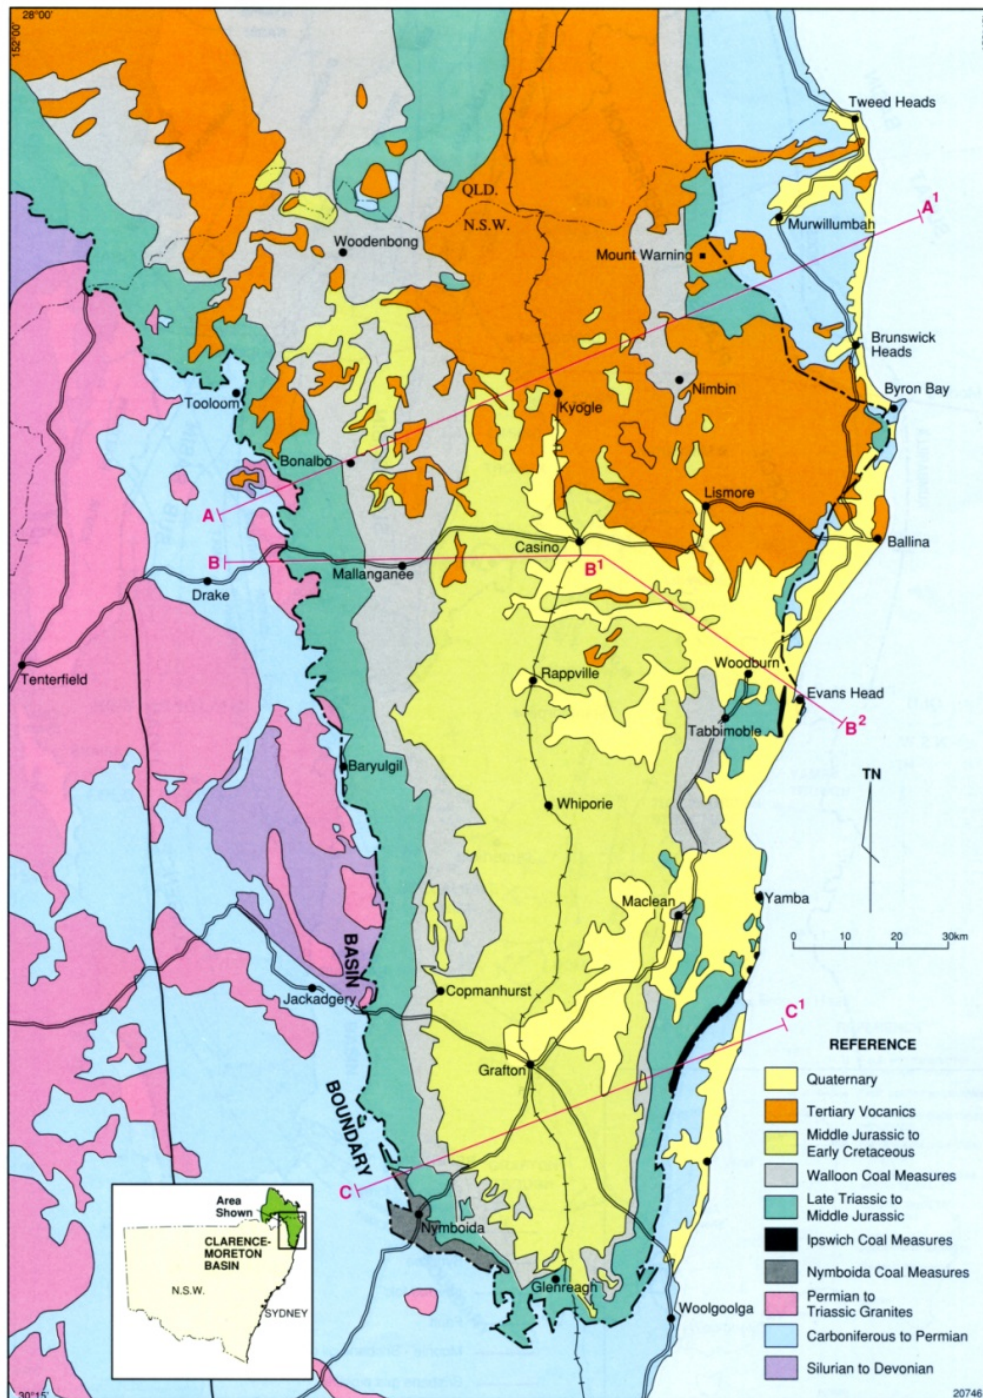 28°00'
152°00'
Tweed Heads
QLD.
N.S.W.
Murwillumbah
A¹
Woodenbong
Mount Warning
Brunswick
Heads
Tooloom
Kyogle
Nimbin
Byron Bay
Bonalbo
Lismore
A
Casino
Ballina
B
Mallanganee
B¹
Drake
Tenterfield
Rappville
Woodburn
Evans Head
Tabbimoble
B²
Baryulgil
TN
Whiporie
Maclean
Yamba
0 10 20 30km
BASIN
Jackadgery
Copmanhurst
C¹
Grafton
BOUNDARY
C
Nymboida
Glenreagh
Woolgoolga
REFERENCE
Quaternary
Tertiary Vocanics
Middle Jurassic to
Early Cretaceous
Walloon Coal Measures
Late Triassic to
Middle Jurassic
Ipswich Coal Measures
Nymboida Coal Measures
Permian to
Triassic Granites
Carboniferous to Permian
Silurian to Devonian
Area
Shown
CLARENCE-
MORETON
BASIN
N.S.W.
SYDNEY
30°15'
20746